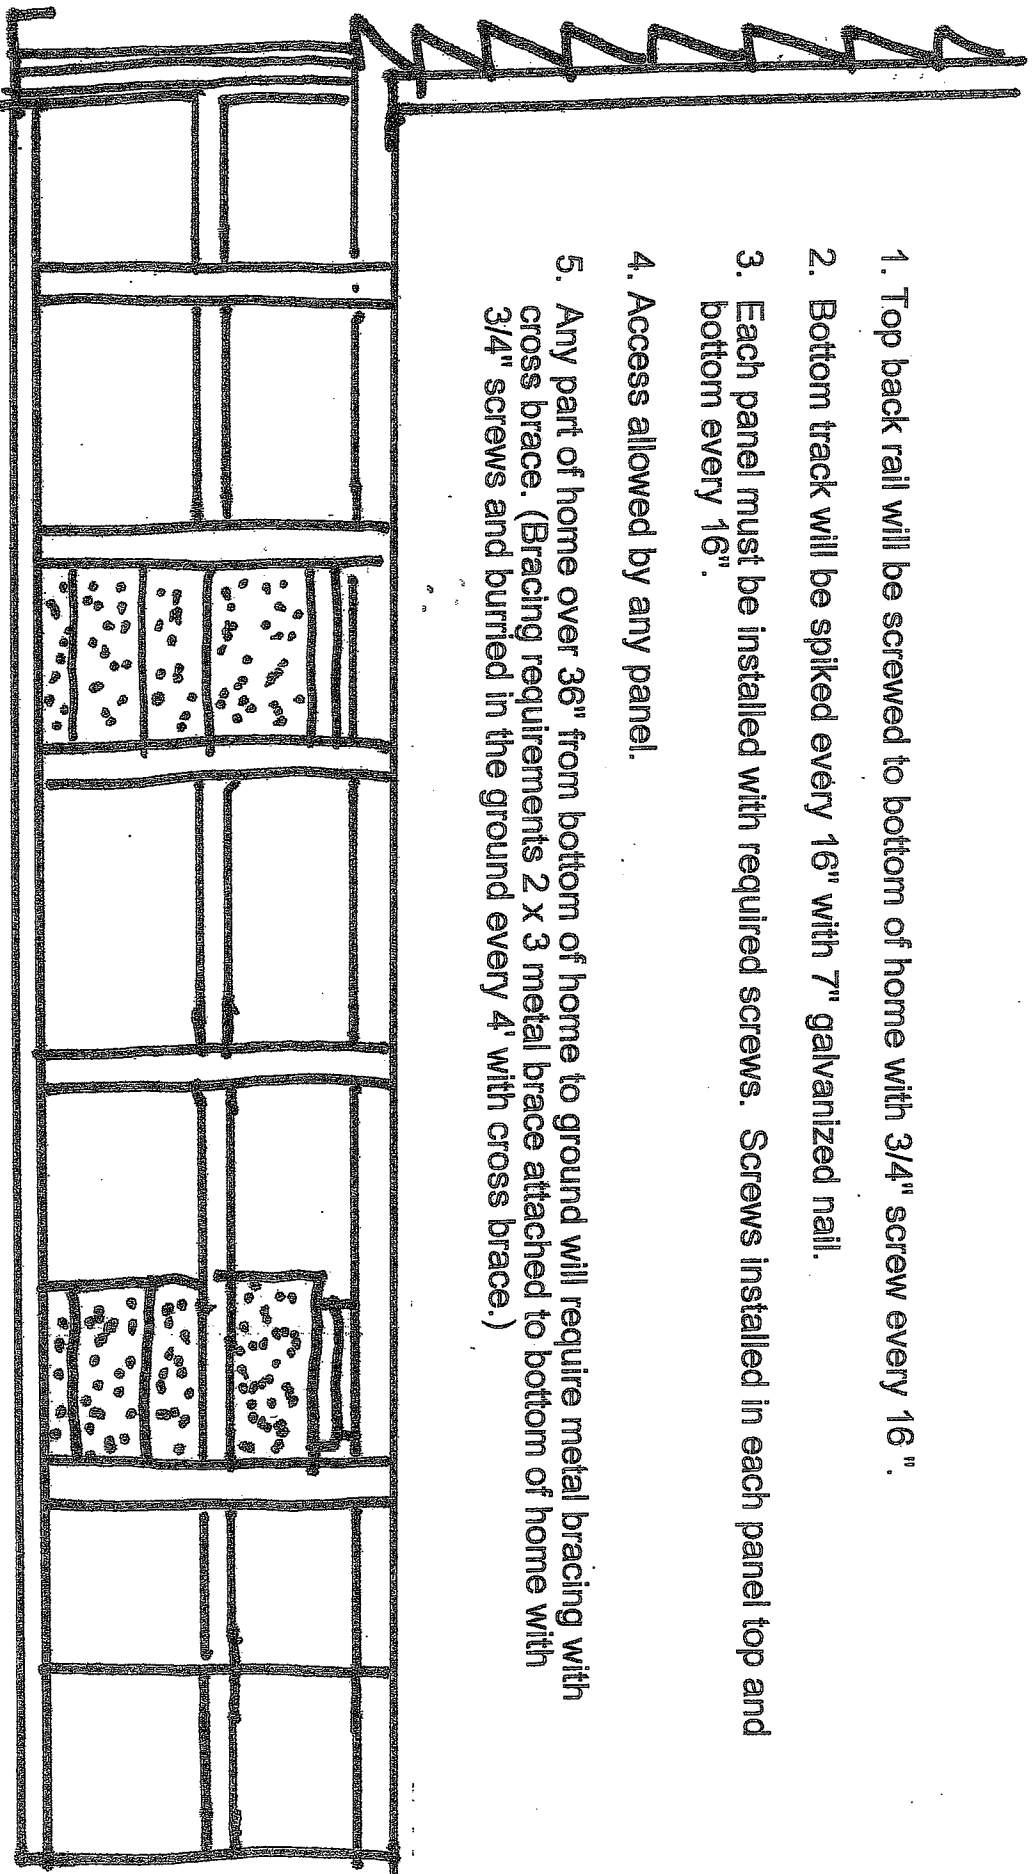 1. Top back rail will be screwed to bottom of home with 3/4" screw every 16 ".
2. Bottom track will be spiked every 16" with 7" galvanized nail.
3. Each panel must be installed with required screws. Screws installed in each panel top and
bottom every 16".
4. Access allowed by any panel.
5. Any part of home over 36" from bottom of home to ground will require metal bracing with
cross brace. (Bracing requirements 2 x 3 metal brace attached to bottom of home with
3/4" screws and burried in the ground every 4' with cross brace.)